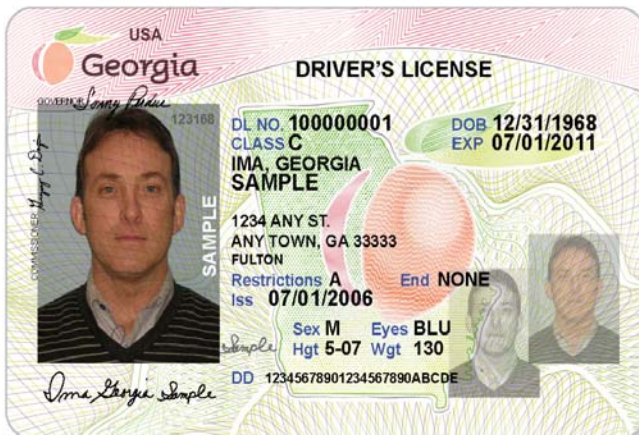 USA
Georgia
DRIVER'S LICENSE
GOVERNOR Sonny Perdue
123168
COMMISSIONER
SAMPLE
DL NO. 100000001
DOB 12/31/1968
CLASS C
EXP 07/01/2011
IMA, GEORGIA
SAMPLE
1234 ANY ST.
ANY TOWN, GA 33333
FULTON
Restrictions A End NONE
Iss 07/01/2006
Sex M Eyes BLU
Hgt 5-07 Wgt 130
Sample
DD 12345678901234567890ABCDE
Ima Georgia Sample